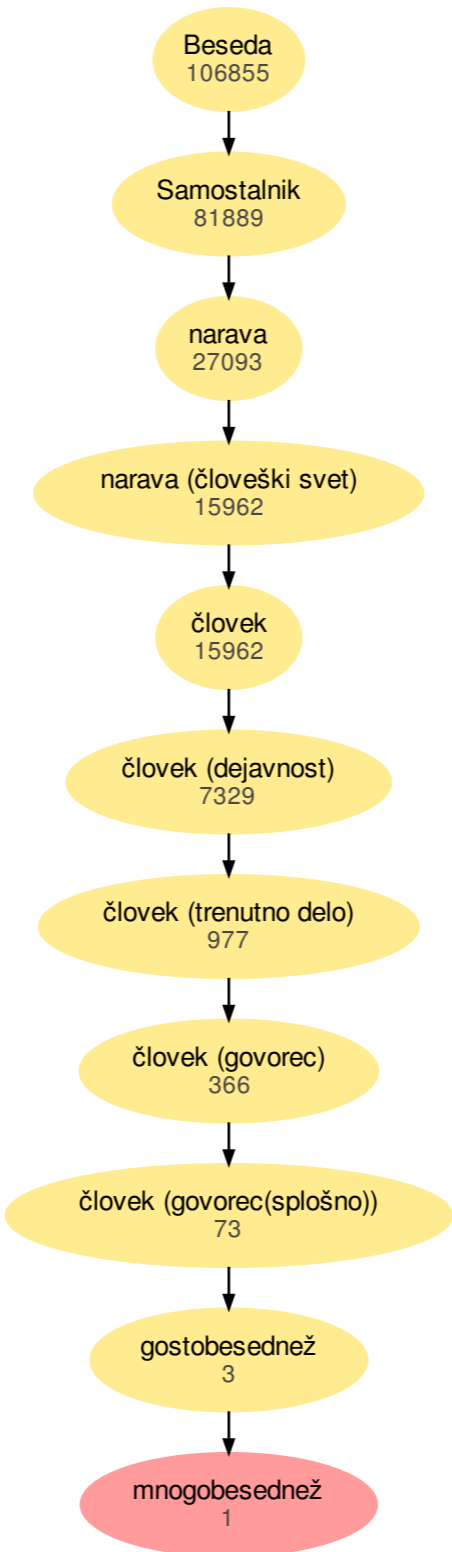 Beseda
106855
Samostalnik
81889
narava
27093
narava (človeški svet)
15962
človek
15962
človek (dejavnost)
7329
človek (trenutno delo)
977
človek (govorec)
366
človek (govorec(splošno))
73
gostobesednež
3
mnogobesednež
1